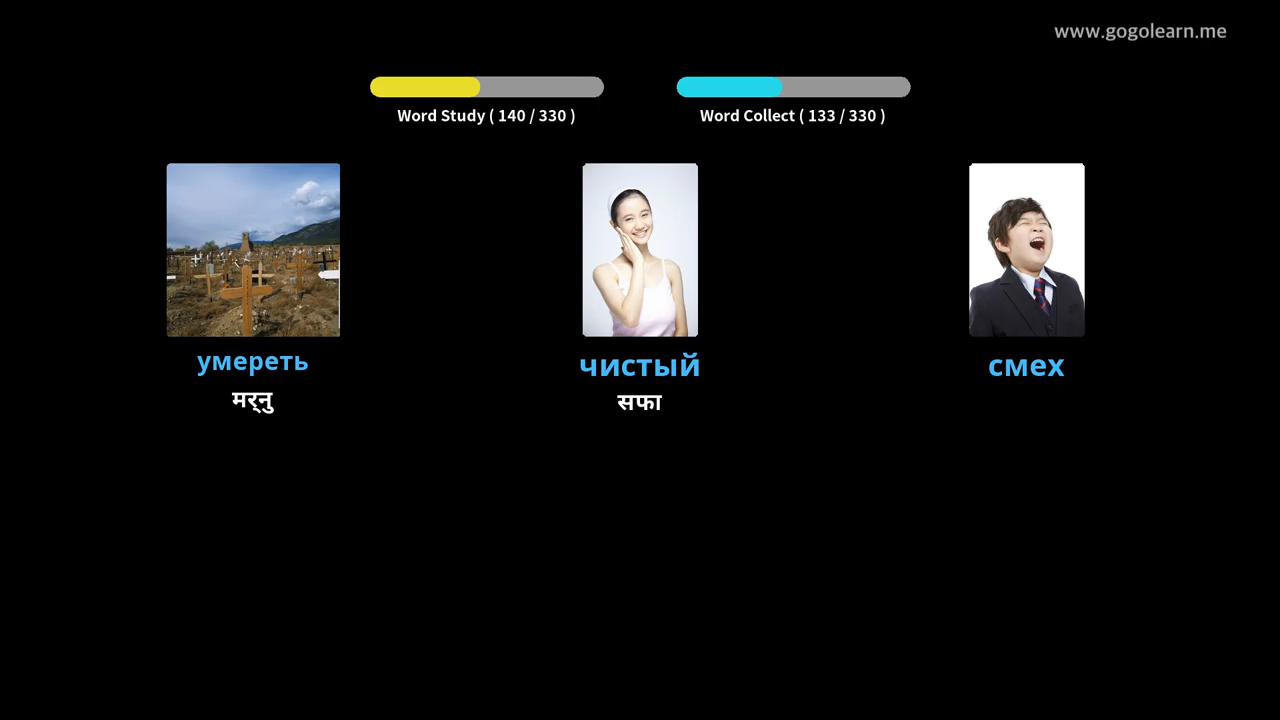 www.gogolearn.me
Word Study ( 140 / 330 )
Word Collect ( 133 / 330 )
умереть
मर्‍नु
чистый
सफा
смех